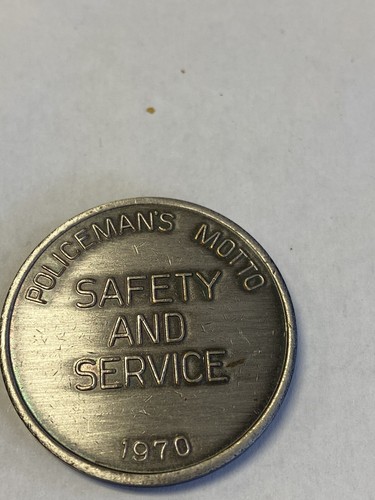 POLICEMAN'S MOTTO
SAFETY
AND
SERVICE
1970